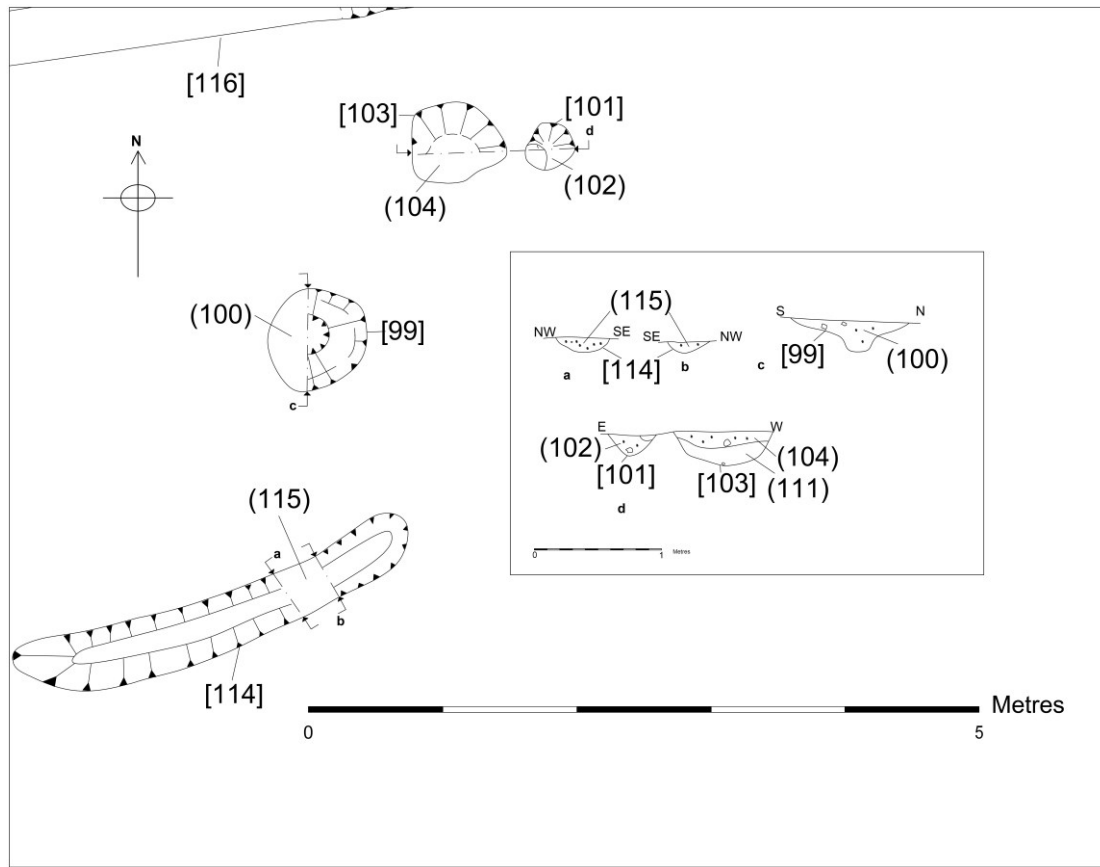 [116]
[103]
[101]
d
N
(104)
(102)
(100)
[99]
c
(115)
NW
SE
SE
NW
[114]
a
b
S
N
[99]
(100)
c
E
W
(102)
(104)
[101]
[103]
(111)
d
0
1
Metres
(115)
a
b
[114]
Metres
0
5